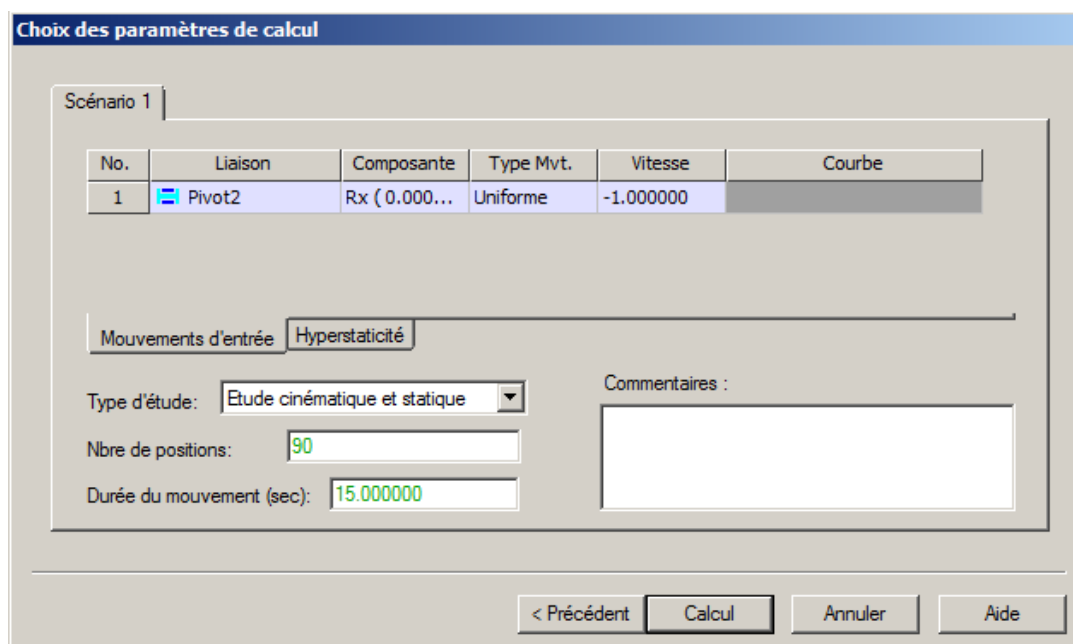 Choix des paramètres de calcul
Scénario 1
No. Liaison Composante Type Mvt. Vitesse Courbe
1 Pivot2 Rx ( 0.000... Uniforme -1.000000
Mouvements d'entrée Hyperstaticité
Type d'étude: Etude cinématique et statique
Commentaires :
Nbre de positions: 90
Durée du mouvement (sec): 15.000000
< Précédent Calcul Annuler Aide